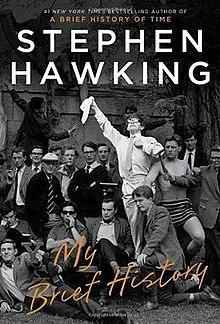 #1 NEW YORK TIMES BESTSELLING AUTHOR OF
A BRIEF HISTORY OF TIME
STEPHEN
HAWKING
My
Brief History